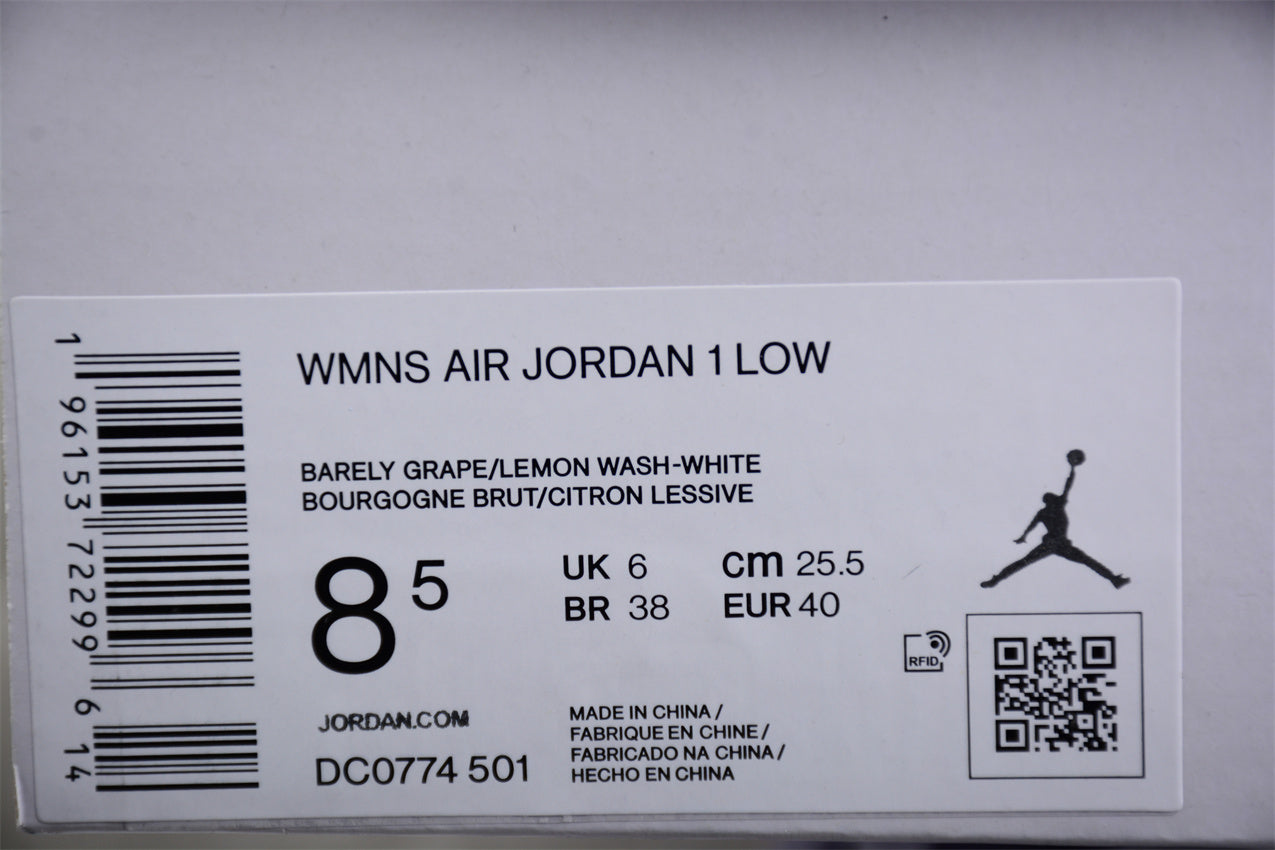 WMNS AIR JORDAN 1 LOW
BARELY GRAPE/LEMON WASH-WHITE
BOURGOGNE BRUT/CITRON LESSIVE
8 5
UK 6 cm 25.5
BR 38 EUR 40
RFID
JORDAN.COM
DC0774 501
MADE IN CHINA /
FABRIQUE EN CHINE /
FABRICADO NA CHINA /
HECHO EN CHINA
1 96153 72299 6 14